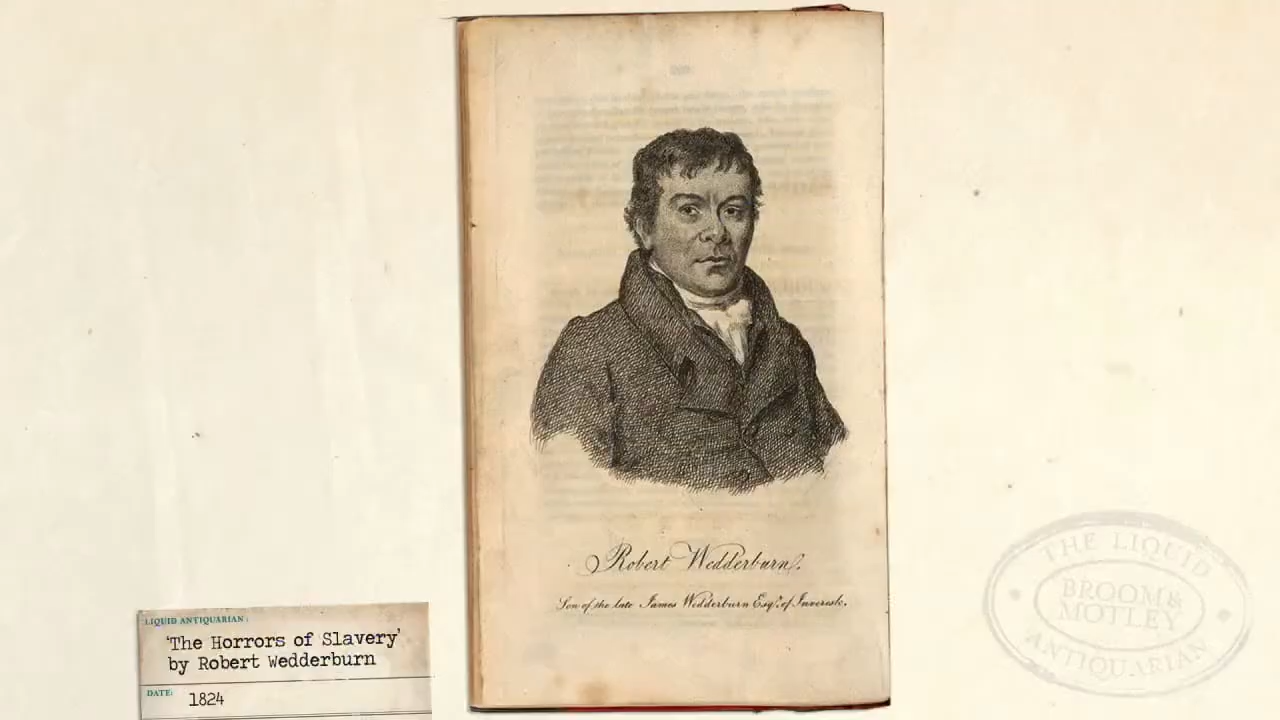 Robert Wedderburn.
Son of the late James Wedderburn Esqr. of Inveresk.
LIQUID ANTIQUARIAN:
'The Horrors of Slavery'
by Robert Wedderburn
DATE: 1824
THE LIQUID
BROOM &
MOTLEY
ANTIQUARIAN